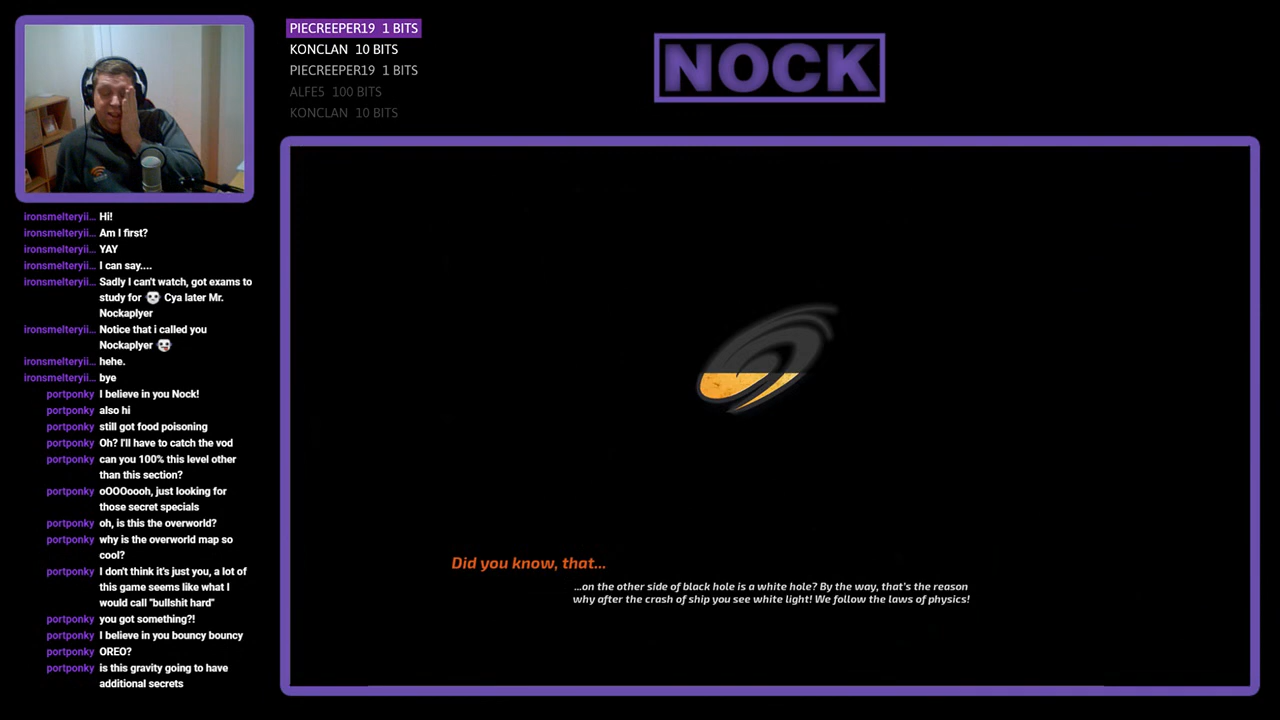 PIECREEPER19 1 BITS
KONCLAN 10 BITS
PIECREEPER19 1 BITS
ALFE5 100 BITS
KONCLAN 10 BITS
NOCK
ironsmelteryii... Hi!
ironsmelteryii... Am I first?
ironsmelteryii... YAY
ironsmelteryii... I can say....
ironsmelteryii... Sadly I can't watch, got exams to
study for 💀 Cya later Mr.
Nockaplyer
ironsmelteryii... Notice that i called you
Nockaplyer 💀
ironsmelteryii... hehe.
ironsmelteryii... bye
portponky I believe in you Nock!
portponky also hi
portponky still got food poisoning
portponky Oh? I'll have to catch the vod
portponky can you 100% this level other
than this section?
portponky oOOOoooh, just looking for
those secret specials
portponky oh, is this the overworld?
portponky why is the overworld map so
cool?
portponky I don't think it's just you, a lot of
this game seems like what I
would call "bullshit hard"
portponky you got something?!
portponky I believe in you bouncy bouncy
portponky OREO?
portponky is this gravity going to have
additional secrets
Did you know, that...
...on the other side of black hole is a white hole? By the way, that's the reason
why after the crash of ship you see white light! We follow the laws of physics!